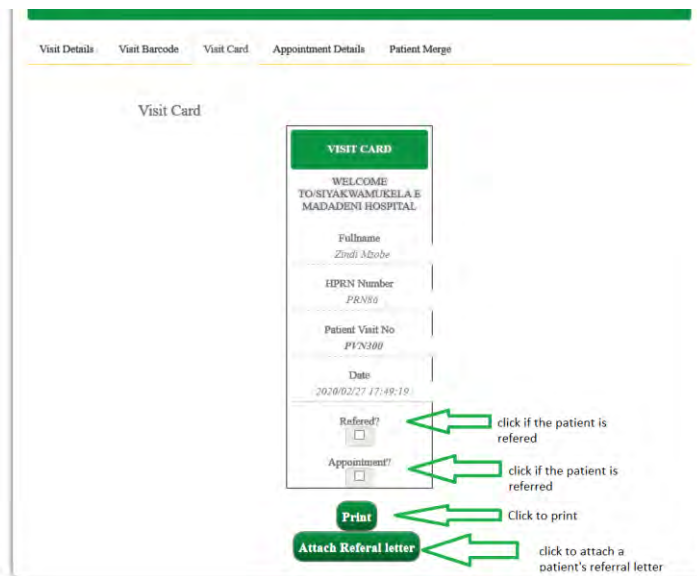 Visit Details Visit Barcode Visit Card Appointment Details Patient Merge
Visit Card
VISIT CARD
WELCOME
TO/SIYAKWAMUKELA E
MADADENI HOSPITAL
Fullname
Zindi Mzobe
HPRN Number
PRN86
Patient Visit No
PVN300
Date
2020/02/27 17:49:19
Refered?
click if the patient is
refered
Appointment?
click if the patient is
referred
Print
Click to print
Attach Referal letter
click to attach a
patient's referral letter